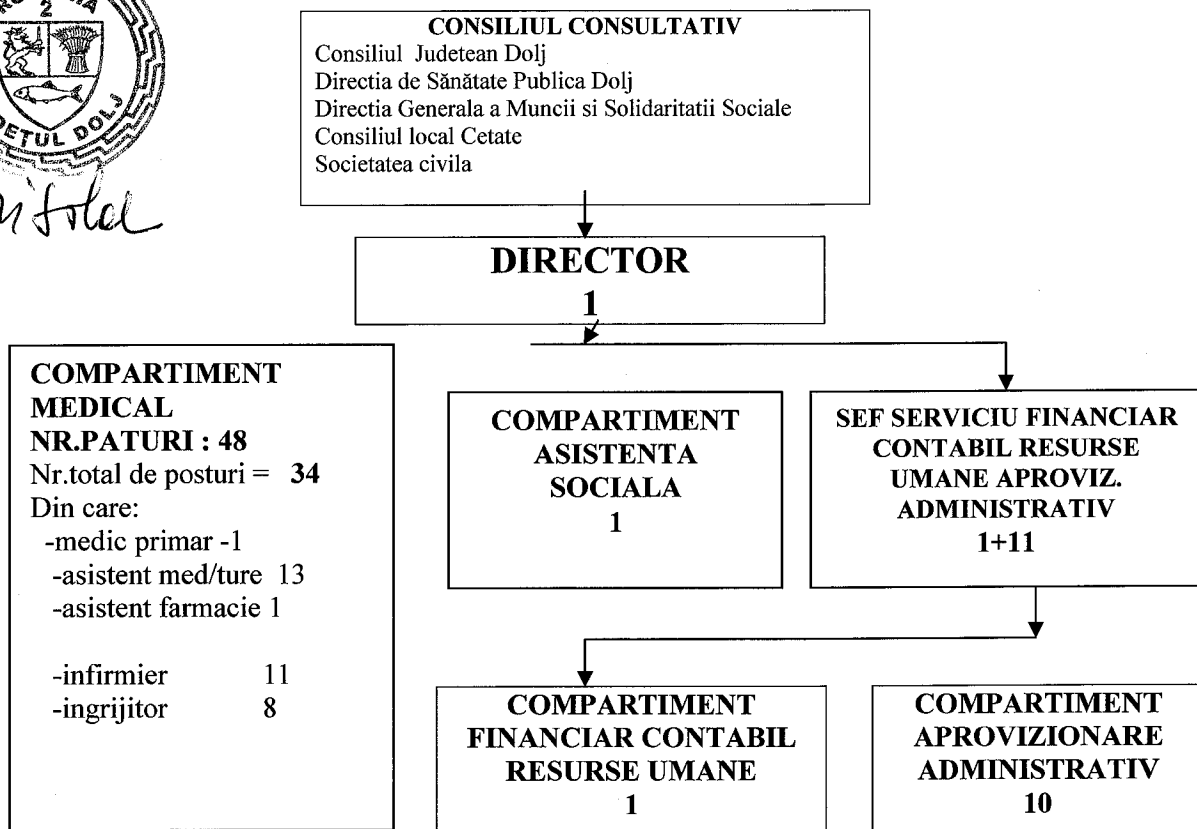 2
DETUL DOLJ
CONSILIUL CONSULTATIV
Consiliul Judetean Dolj
Directia de Sănătate Publica Dolj
Directia Generala a Muncii si Solidaritatii Sociale
Consiliul local Cetate
Societatea civila
DIRECTOR
1
COMPARTIMENT
MEDICAL
NR.PATURI : 48
Nr.total de posturi = 34
Din care:
-medic primar -1
-asistent med/ture 13
-asistent farmacie 1
-infirmier 11
-ingrijitor 8
COMPARTIMENT
ASISTENTA
SOCIALA
1
SEF SERVICIU FINANCIAR
CONTABIL RESURSE
UMANE APROVIZ.
ADMINISTRATIV
1+11
COMPARTIMENT
FINANCIAR CONTABIL
RESURSE UMANE
1
COMPARTIMENT
APROVIZIONARE
ADMINISTRATIV
10